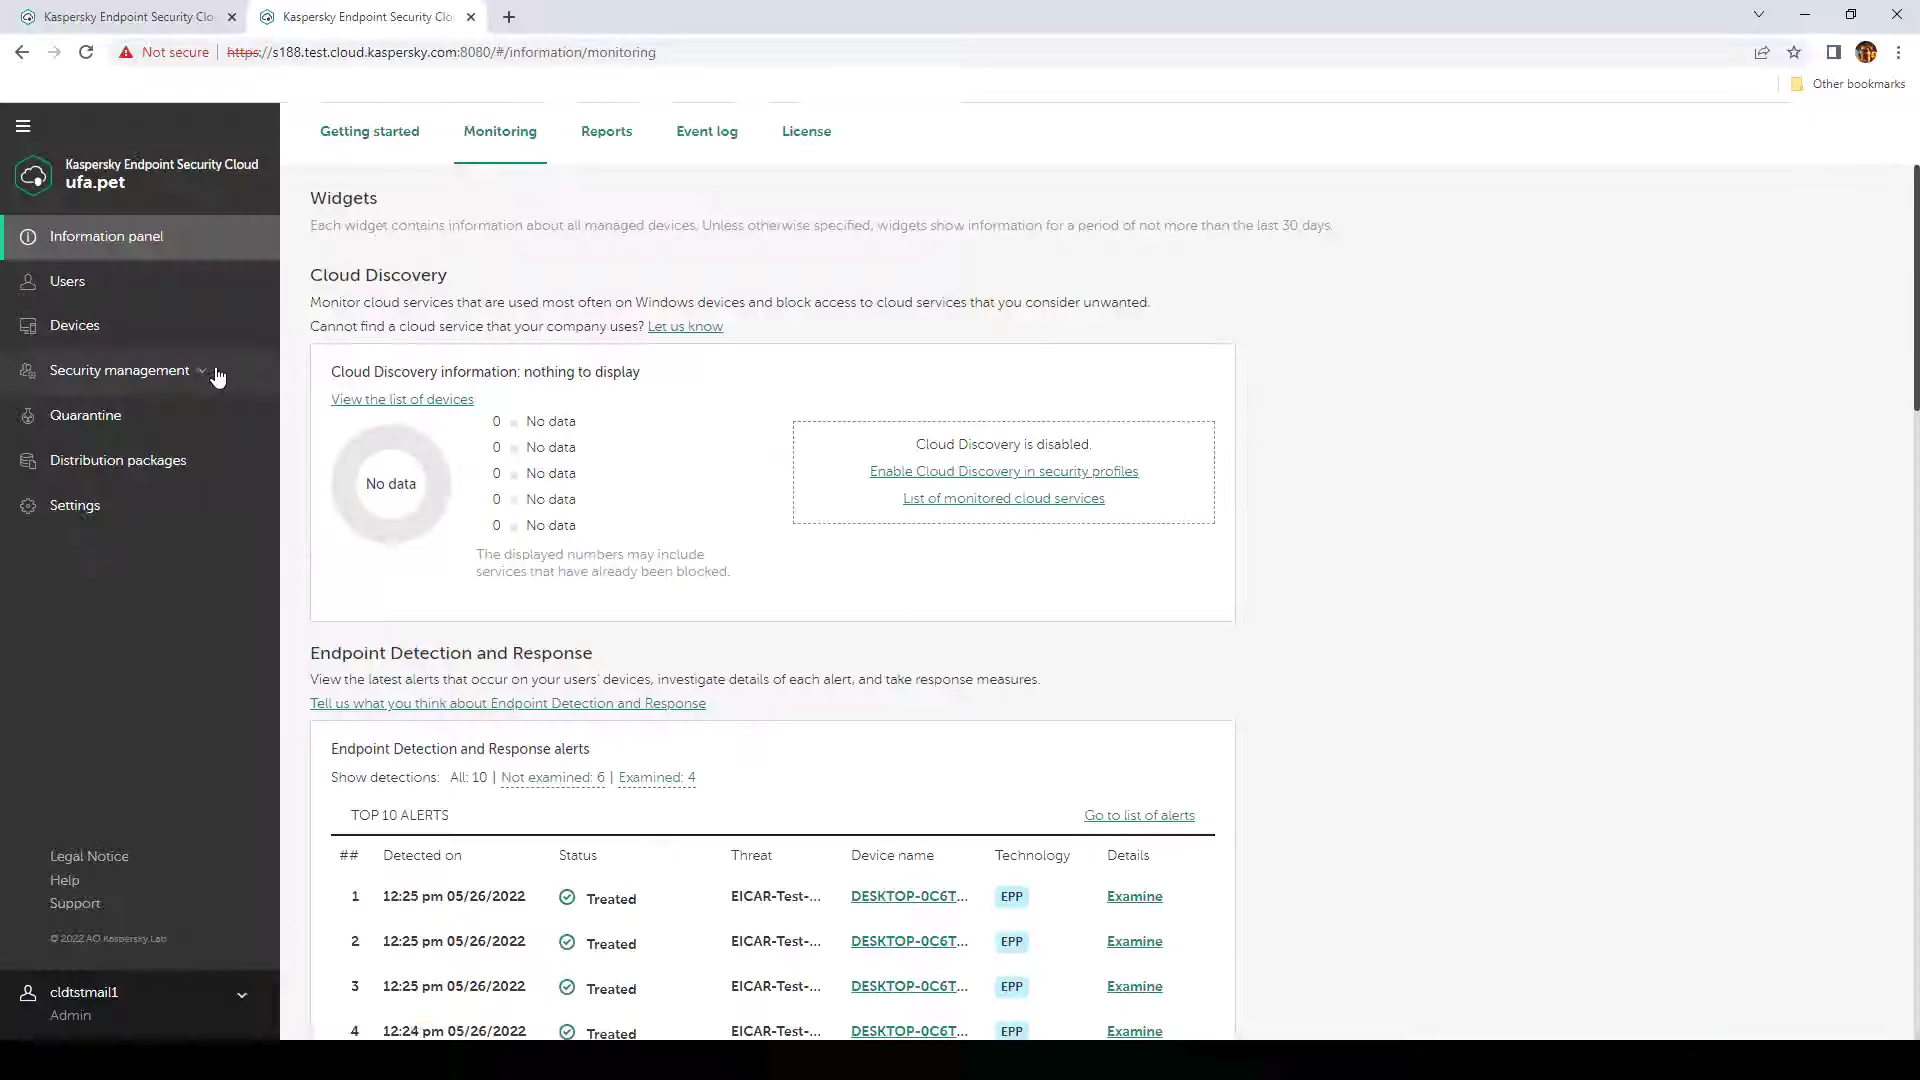 Kaspersky Endpoint Security Clo
Kaspersky Endpoint Security Clo
Not secure
https://s188.test.cloud.kaspersky.com:8080/#/information/monitoring
Other bookmarks
Kaspersky Endpoint Security Cloud
ufa.pet
Information panel
Users
Devices
Security management
Quarantine
Distribution packages
Settings
Legal Notice
Help
Support
© 2022 AO Kaspersky Lab
cldtstmail1
Admin
Getting started Monitoring Reports Event log License
Widgets
Each widget contains information about all managed devices. Unless otherwise specified, widgets show information for a period of not more than the last 30 days.
Cloud Discovery
Monitor cloud services that are used most often on Windows devices and block access to cloud services that you consider unwanted.
Cannot find a cloud service that your company uses? Let us know
Cloud Discovery information: nothing to display
View the list of devices
No data
0 No data
0 No data
0 No data
0 No data
0 No data
The displayed numbers may include
services that have already been blocked.
Cloud Discovery is disabled.
Enable Cloud Discovery in security profiles
List of monitored cloud services
Endpoint Detection and Response
View the latest alerts that occur on your users' devices, investigate details of each alert, and take response measures.
Tell us what you think about Endpoint Detection and Response
Endpoint Detection and Response alerts
Show detections: All: 10 | Not examined: 6 | Examined: 4
TOP 10 ALERTS Go to list of alerts
## Detected on Status Threat Device name Technology Details
1 12:25 pm 05/26/2022 Treated EICAR-Test-... DESKTOP-0C6T... EPP Examine
2 12:25 pm 05/26/2022 Treated EICAR-Test-... DESKTOP-0C6T... EPP Examine
3 12:25 pm 05/26/2022 Treated EICAR-Test-... DESKTOP-0C6T... EPP Examine
4 12:24 pm 05/26/2022 Treated EICAR-Test-... DESKTOP-0C6T... EPP Examine